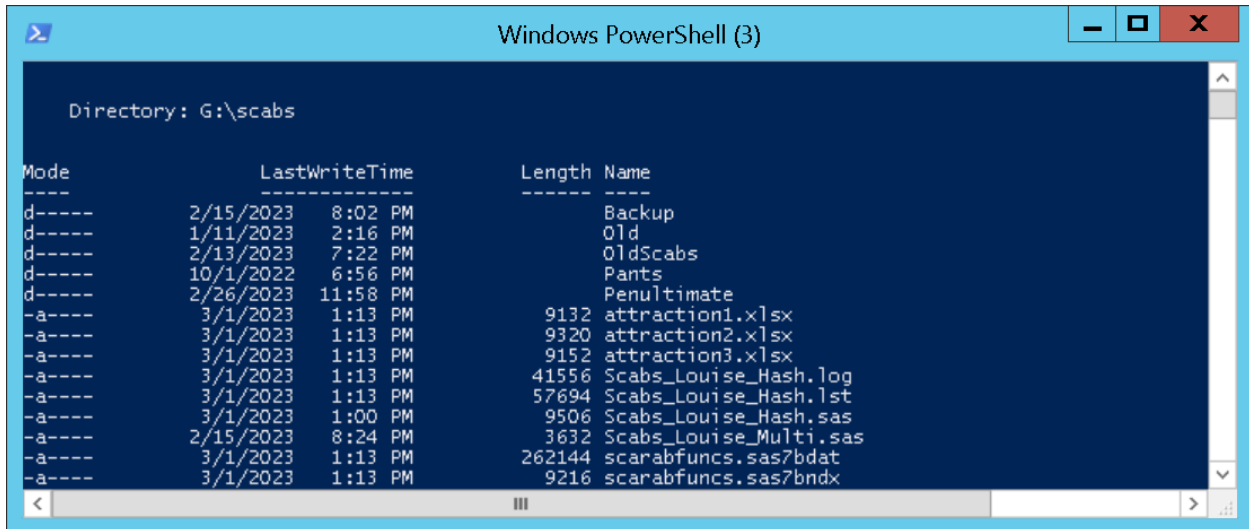 Windows PowerShell (3)
Directory: G:\scabs
Mode LastWriteTime Length Name
---- ------------- ------ ----
d----- 2/15/2023 8:02 PM Backup
d----- 1/11/2023 2:16 PM Old
d----- 2/13/2023 7:22 PM OldScabs
d----- 10/1/2022 6:56 PM Pants
d----- 2/26/2023 11:58 PM Penultimate
-a---- 3/1/2023 1:13 PM 9132 attraction1.xlsx
-a---- 3/1/2023 1:13 PM 9320 attraction2.xlsx
-a---- 3/1/2023 1:13 PM 9152 attraction3.xlsx
-a---- 3/1/2023 1:13 PM 41556 Scabs_Louise_Hash.log
-a---- 3/1/2023 1:13 PM 57694 Scabs_Louise_Hash.lst
-a---- 3/1/2023 1:00 PM 9506 Scabs_Louise_Hash.sas
-a---- 2/15/2023 8:24 PM 3632 Scabs_Louise_Multi.sas
-a---- 3/1/2023 1:13 PM 262144 scarabfuncs.sas7bdat
-a---- 3/1/2023 1:13 PM 9216 scarabfuncs.sas7bndx